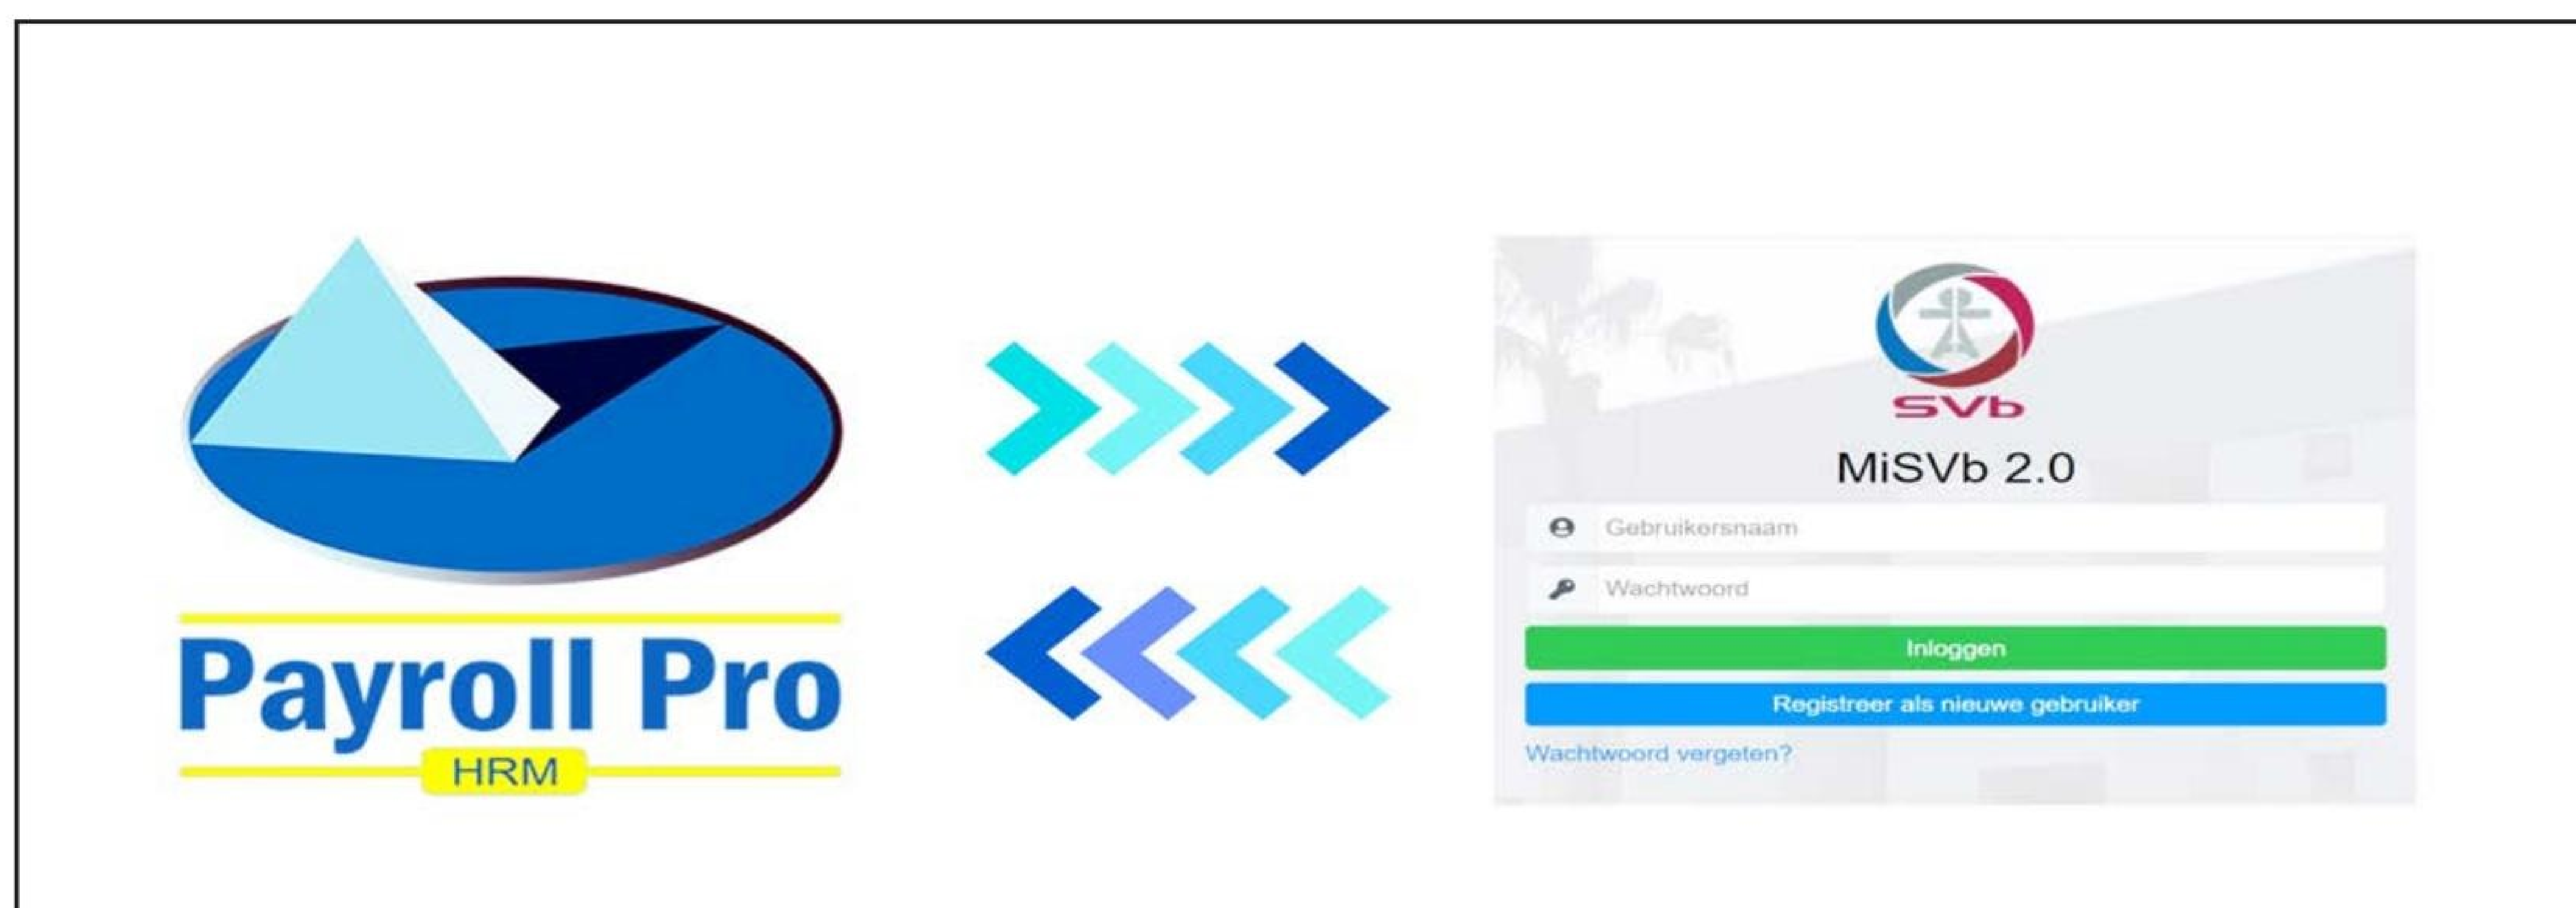 Payroll Pro
HRM
SVb
MiSVb 2.0
Gebruikersnaam
Wachtwoord
Inloggen
Registreer als nieuwe gebruiker
Wachtwoord vergeten?